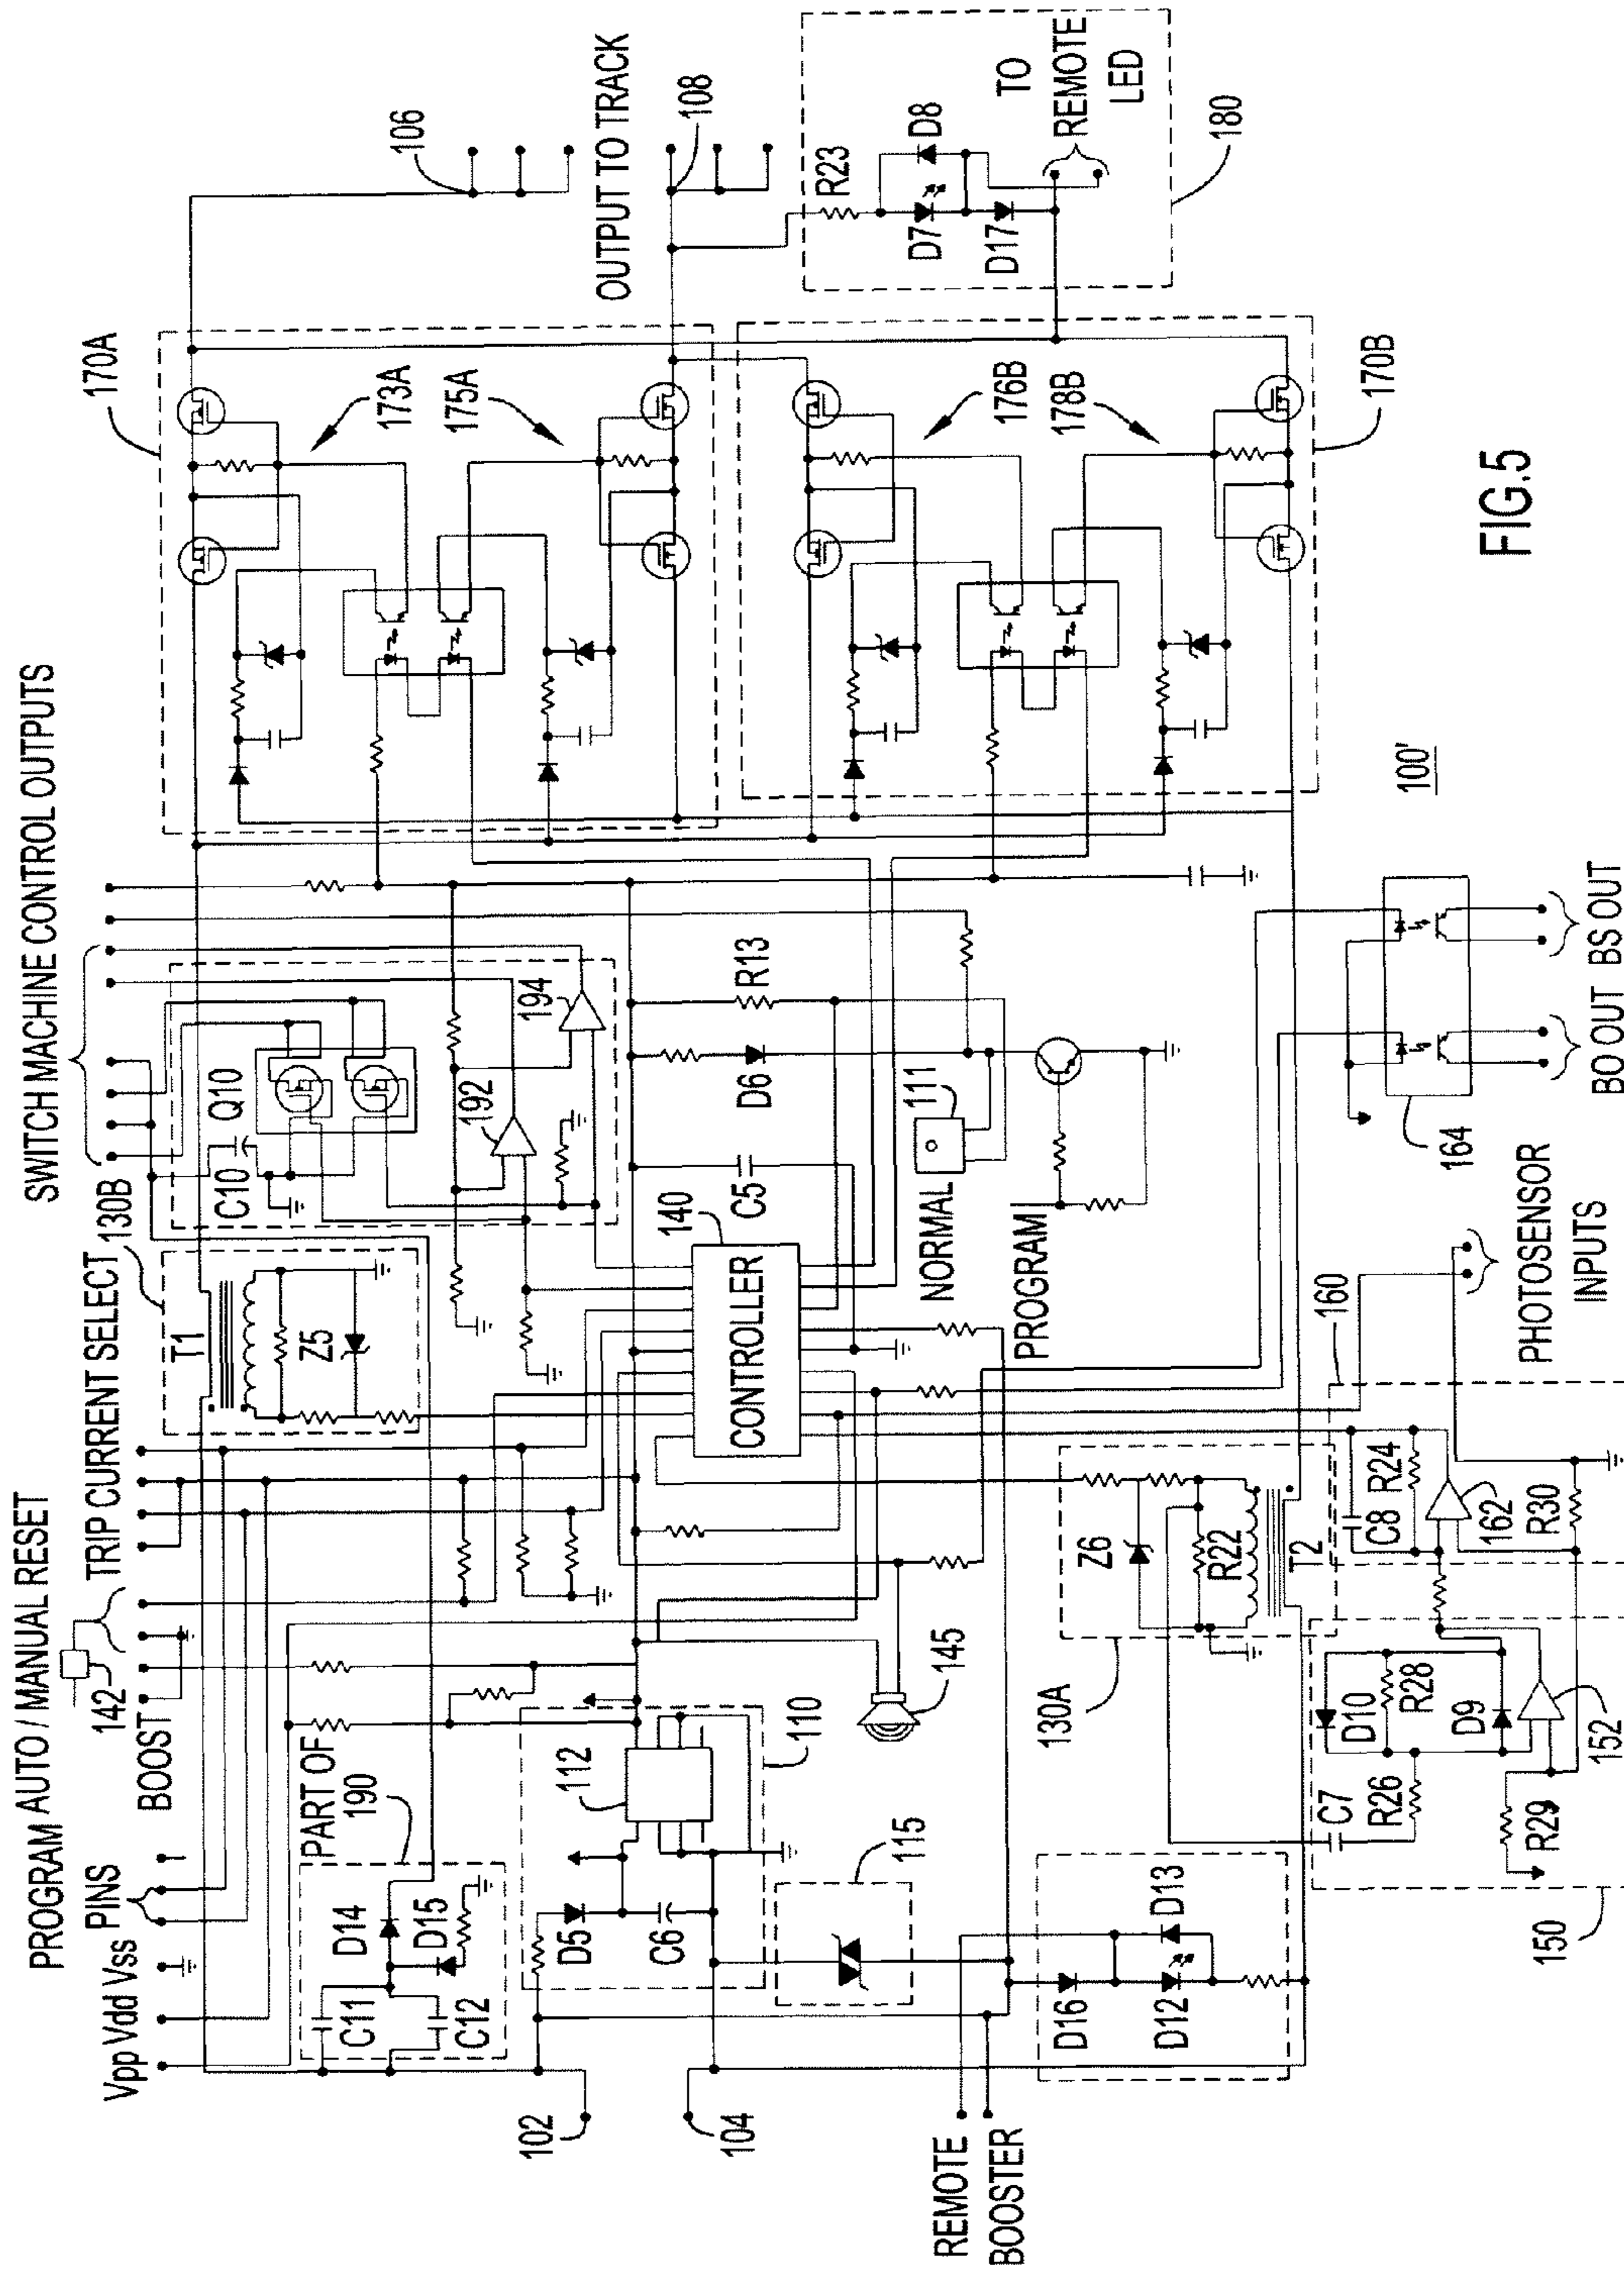 SWITCH MACHINE CONTROL OUTPUTS
PROGRAM AUTO / MANUAL RESET
TRIP CURRENT SELECT
130B
142
BOOST
PINS
Vpp Vdd Vss
PART OF
190
C11
C12
D14
D15
T1
Z5
C10
Q10
192
194
170A
173A
175A
106
OUTPUT TO TRACK
108
R23
D7
D8
D17
TO
REMOTE
LED
180
176B
178B
170B
102
104
D5
C6
112
110
115
145
140
CONTROLLER
C5
D6
R13
111
NORMAL
PROGRAM
REMOTE
BOOSTER
D16
D12
D13
130A
Z6
R22
T2
160
C8
R24
162
R30
PHOTOSENSOR
INPUTS
164
BO OUT
BS OUT
C7
R26
D10
R28
D9
152
R29
150
100'
FIG.5